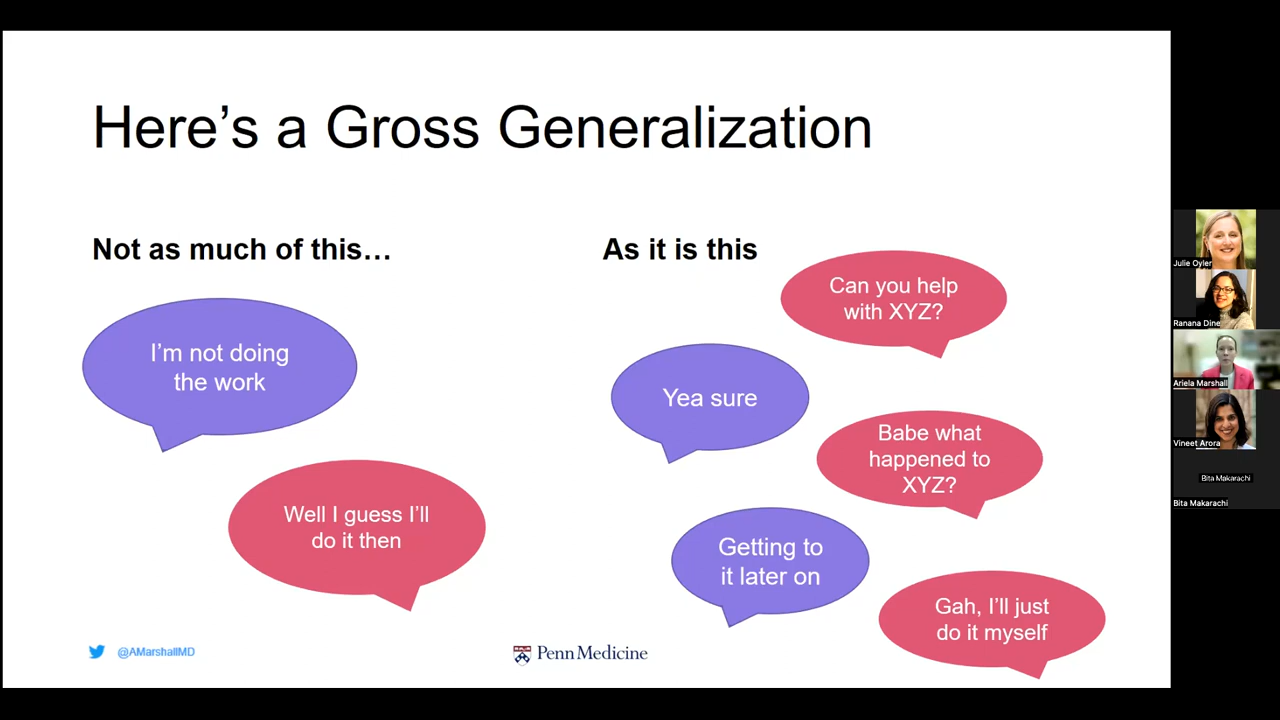 Here's a Gross Generalization
Not as much of this…
I'm not doing
the work
Well I guess I'll
do it then
As it is this
Can you help
with XYZ?
Yea sure
Babe what
happened to
XYZ?
Getting to
it later on
Gah, I'll just
do it myself
@AMarshallMD
Penn Medicine
Julie Oyler
Ranana Dine
Ariela Marshall
Vineet Arora
Bita Makarachi
Bita Makarachi